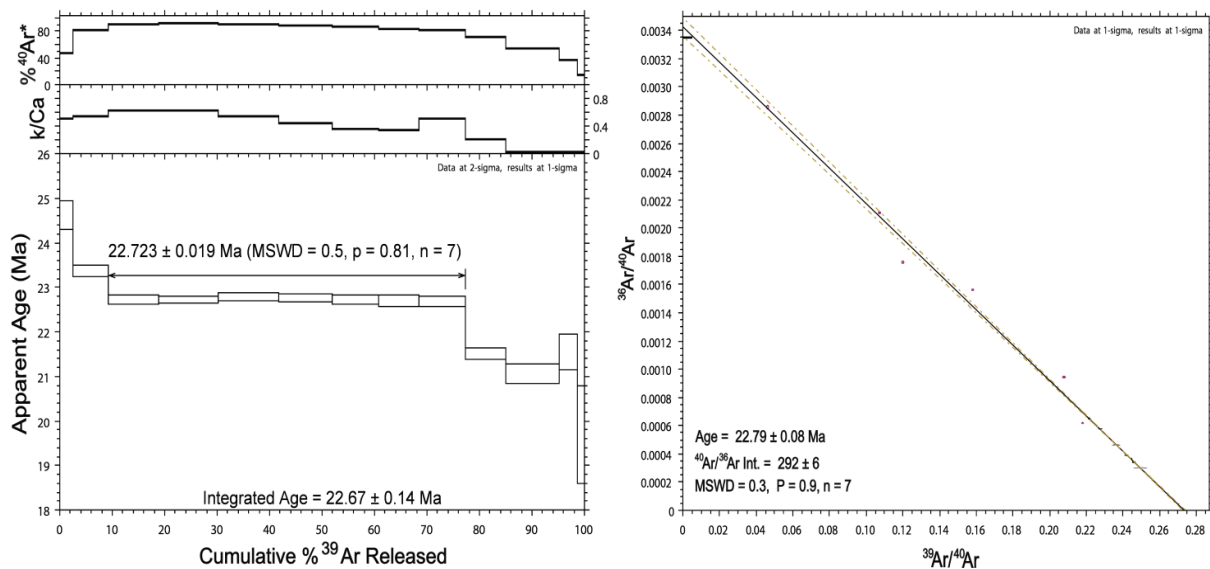 % ⁴⁰Ar*
80
40
0
k/Ca
0.8
0.4
0
Data at 2-sigma, results at 1-sigma
Apparent Age (Ma)
26
25
24
23
22
21
20
19
18
22.723 ± 0.019 Ma (MSWD = 0.5, p = 0.81, n = 7)
Integrated Age = 22.67 ± 0.14 Ma
0 10 20 30 40 50 60 70 80 90 100
Cumulative % ³⁹Ar Released
Data at 1-sigma, results at 1-sigma
³⁶Ar/⁴⁰Ar
0.0034
0.0032
0.0030
0.0028
0.0026
0.0024
0.0022
0.0020
0.0018
0.0016
0.0014
0.0012
0.0010
0.0008
0.0006
0.0004
0.0002
0
Age = 22.79 ± 0.08 Ma
⁴⁰Ar/³⁶Ar Int. = 292 ± 6
MSWD = 0.3, P = 0.9, n = 7
0 0.02 0.04 0.06 0.08 0.10 0.12 0.14 0.16 0.18 0.20 0.22 0.24 0.26 0.28
³⁹Ar/⁴⁰Ar